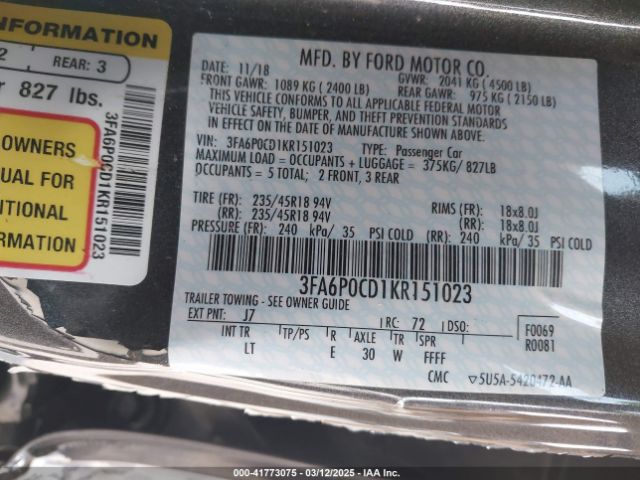 INFORMATION
2 REAR: 3
827 lbs.
OWNERS
FOR
INFORMATION
3FA6P0CD1KR151023
MFD. BY FORD MOTOR CO.
DATE: 11/18 GVWR: 2041 KG (4500 LB)
FRONT GAWR: 1089 KG (2400 LB) REAR GAWR: 975 KG (2150 LB)
THIS VEHICLE CONFORMS TO ALL APPLICABLE FEDERAL MOTOR
VEHICLE SAFETY, BUMPER, AND THEFT PREVENTION STANDARDS
IN EFFECT ON THE DATE OF MANUFACTURE SHOWN ABOVE.
VIN: 3FA6P0CD1KR151023 TYPE: Passenger Car
MAXIMUM LOAD = OCCUPANTS + LUGGAGE = 375KG/ 827LB
OCCUPANTS = 5 TOTAL; 2 FRONT, 3 REAR
TIRE (FR): 235/45R18 94V RIMS (FR): 18x8.0J
(RR): 235/45R18 94V (RR): 18x8.0J
PRESSURE (FR): 240 kPa/ 35 PSI COLD (RR): 240 kPa/ 35 PSI COLD
3FA6P0CD1KR151023
TRAILER TOWING - SEE OWNER GUIDE
EXT PNT: J7 RC: 72 DSO: F0069
INT TR TP/PS R AXLE TR SPR R0081
LT E 30 W FFFF
CMC 5U5A-5420472-AA
000-41773075 - 03/12/2025 - IAA Inc.